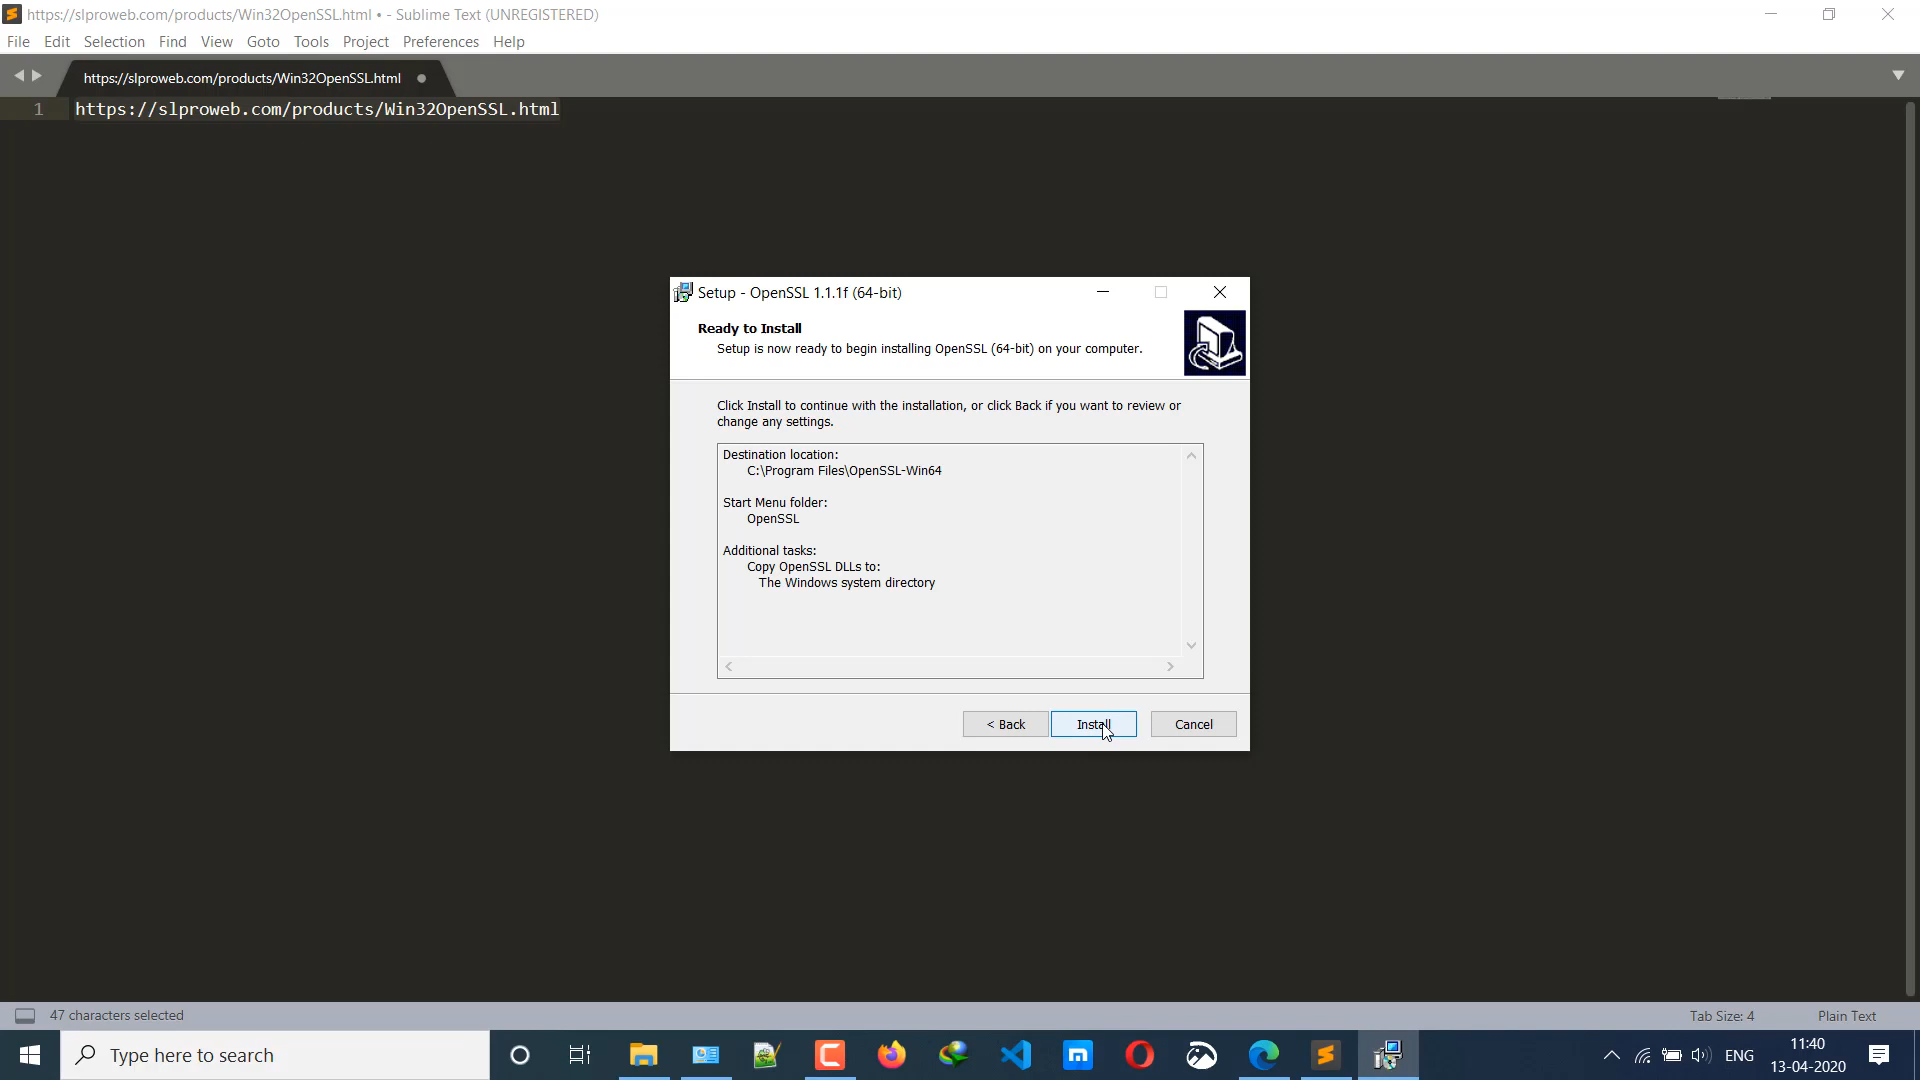 https://slproweb.com/products/Win32OpenSSL.html • - Sublime Text (UNREGISTERED)
File Edit Selection Find View Goto Tools Project Preferences Help
https://slproweb.com/products/Win32OpenSSL.html
1 https://slproweb.com/products/Win32OpenSSL.html
Setup - OpenSSL 1.1.1f (64-bit)
Ready to Install
Setup is now ready to begin installing OpenSSL (64-bit) on your computer.
Click Install to continue with the installation, or click Back if you want to review or
change any settings.
Destination location:
C:\Program Files\OpenSSL-Win64
Start Menu folder:
OpenSSL
Additional tasks:
Copy OpenSSL DLLs to:
The Windows system directory
< Back Install Cancel
47 characters selected Tab Size: 4 Plain Text
Type here to search ENG 11:40
13-04-2020